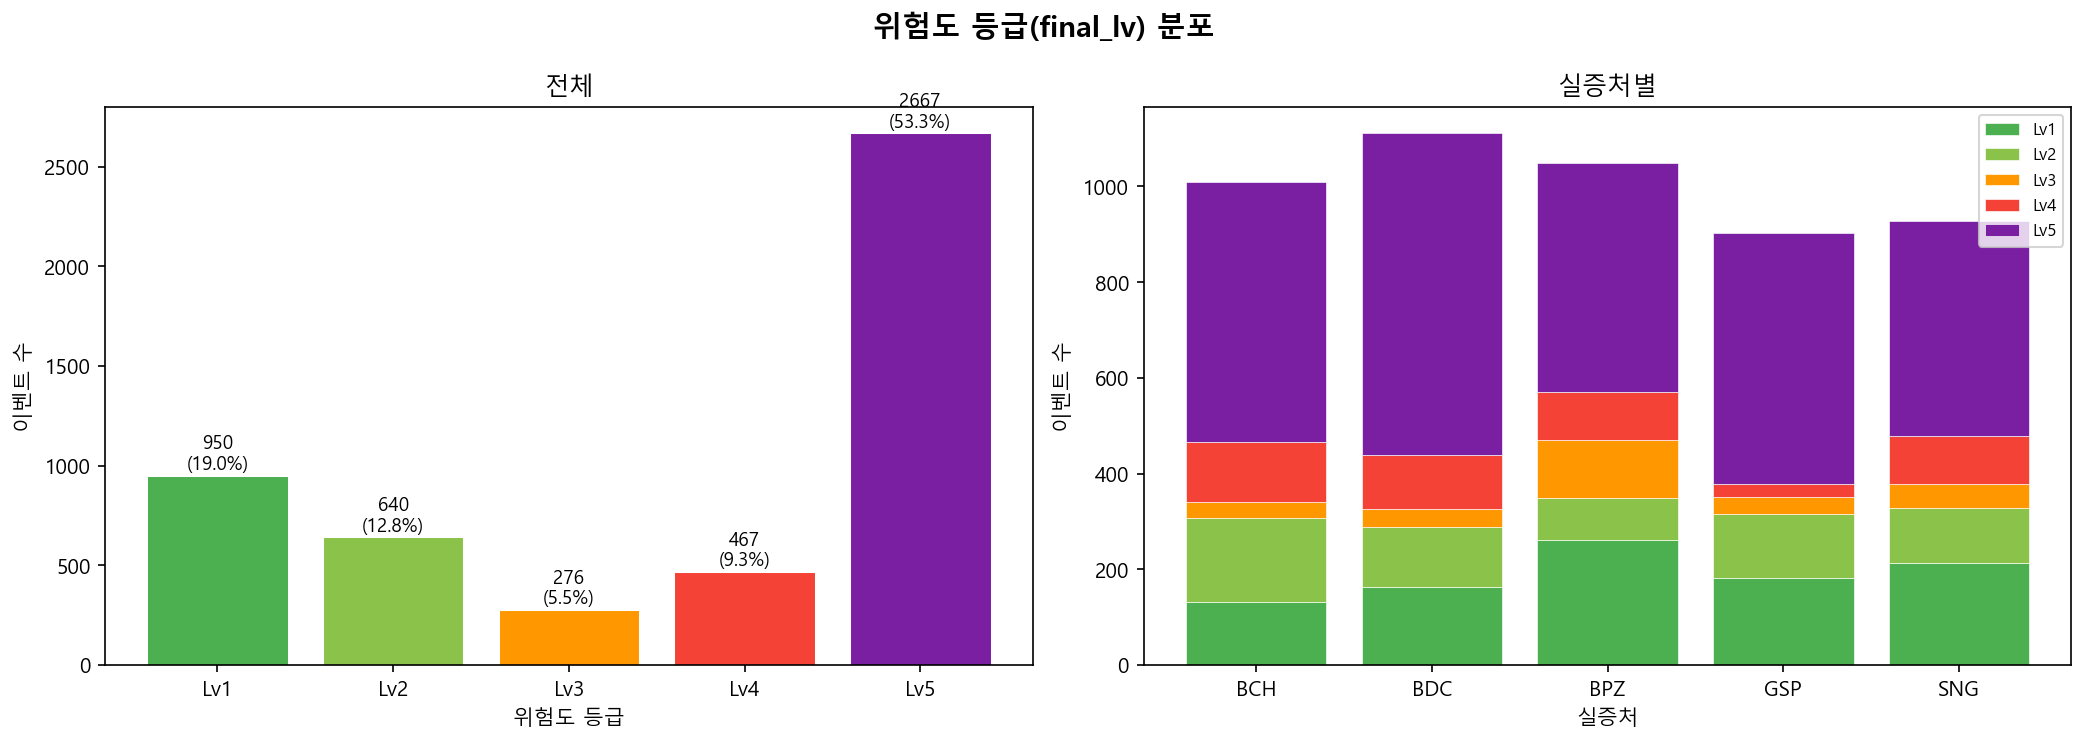 위험도 등급(final_lv) 분포
전체
2667
(53.3%)
950
(19.0%)
640
(12.8%)
276
(5.5%)
467
(9.3%)
2500
2000
1500
1000
500
0
이벤트 수
Lv1 Lv2 Lv3 Lv4 Lv5
위험도 등급
실증처별
Lv1
Lv2
Lv3
Lv4
Lv5
1000
800
600
400
200
0
이벤트 수
BCH BDC BPZ GSP SNG
실증처